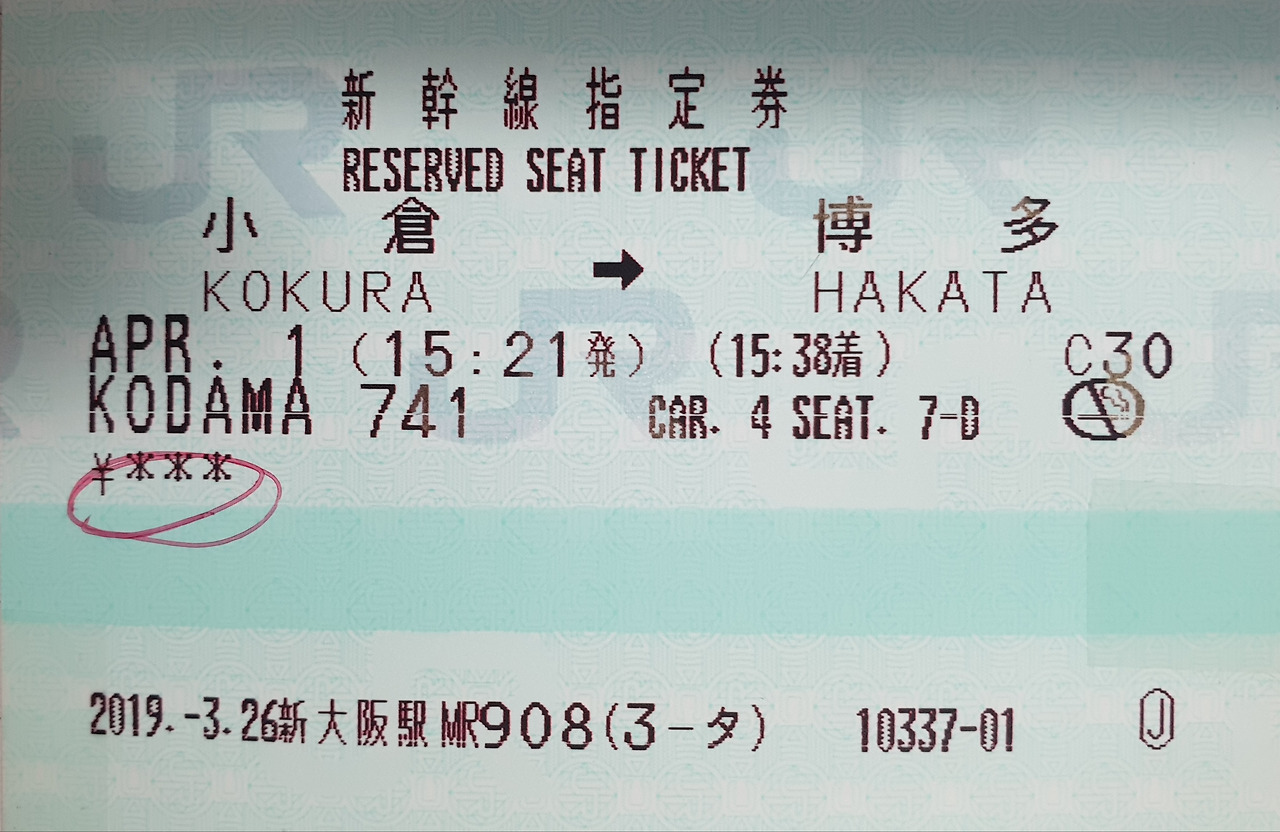 新幹線指定券
RESERVED SEAT TICKET
小倉 ➡ 博多
KOKURA HAKATA
APR. 1 (15:21発) (15:38着) C30
KODAMA 741 CAR. 4 SEAT. 7-D
¥***
2019.-3.26新大阪駅MR908(3-タ) 10337-01 Ⓙ